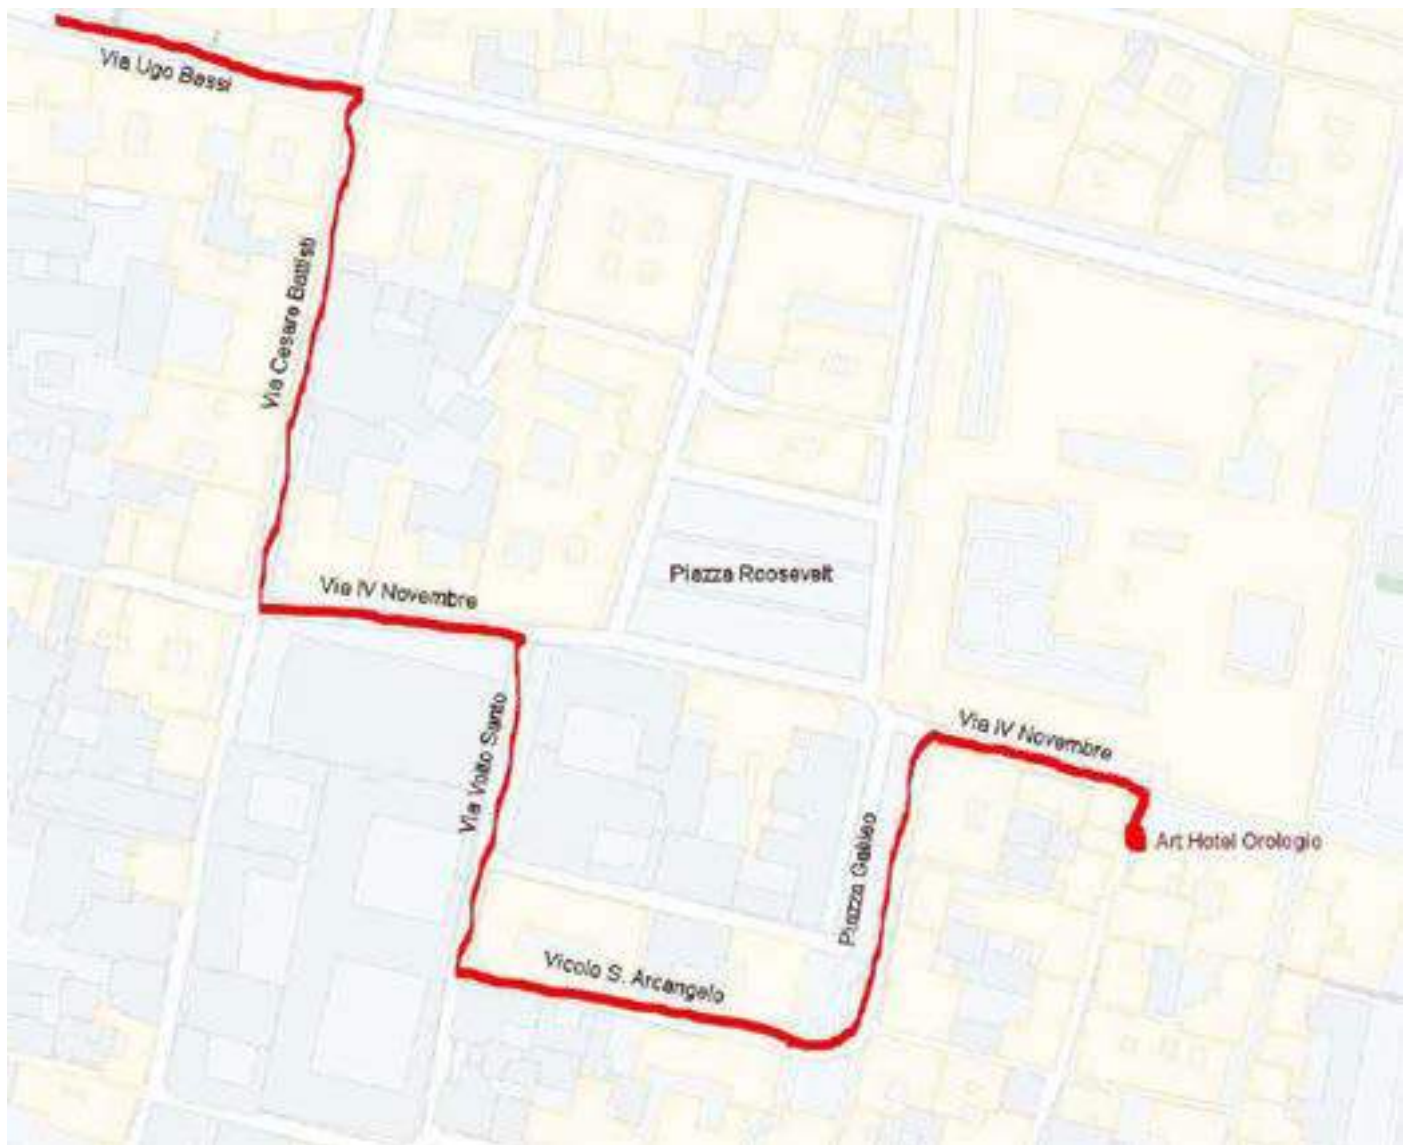 Via Ugo Bassi
Via Cesare Battisti
Via IV Novembre
Piazza Roosevelt
Via Volto Santo
Via IV Novembre
Piazza Galileo
Art Hotel Orologio
Vicolo S. Arcangelo